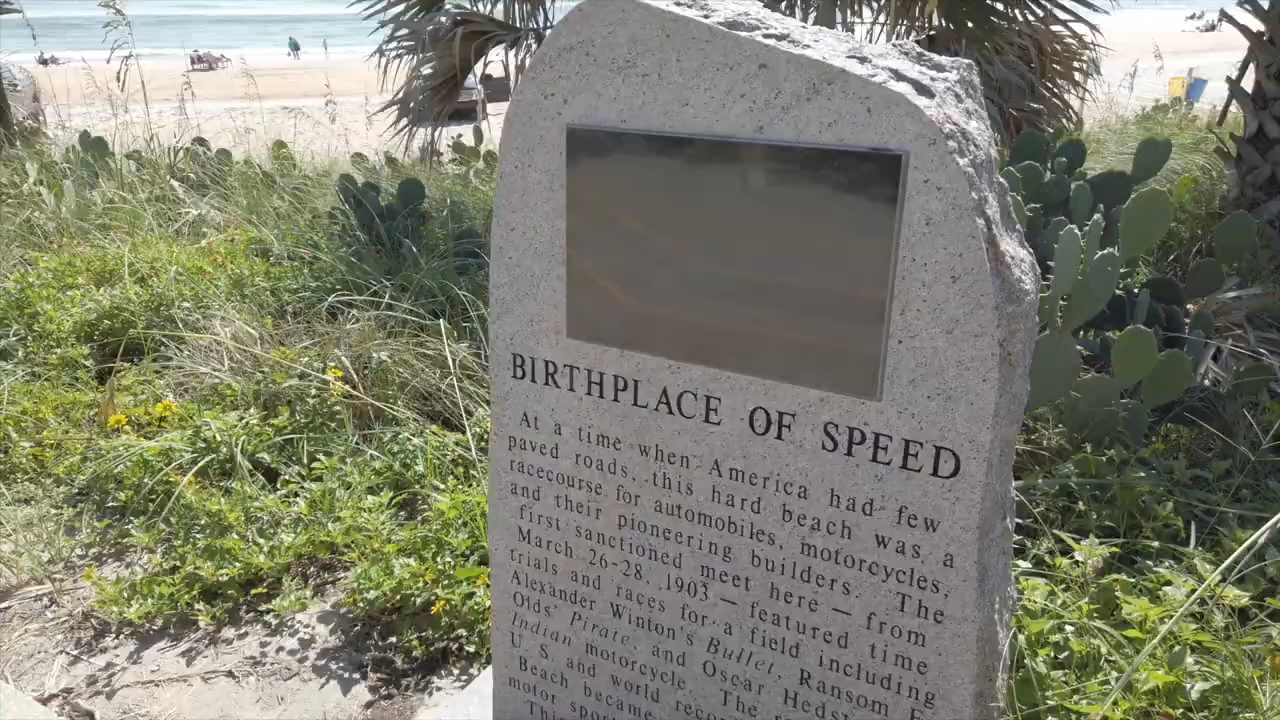 BIRTHPLACE OF SPEED
At a time when America had few
paved roads, this hard beach was a
racecourse for automobiles, motorcycles,
and their pioneering builders. The
first sanctioned meet here — from
March 26-28, 1903 — featured time
trials and races for a field including
Alexander Winton's Bullet, Ransom E.
Olds' Pirate, and Oscar
Indian motorcycle. The
U.S. and world
Beach became
motor